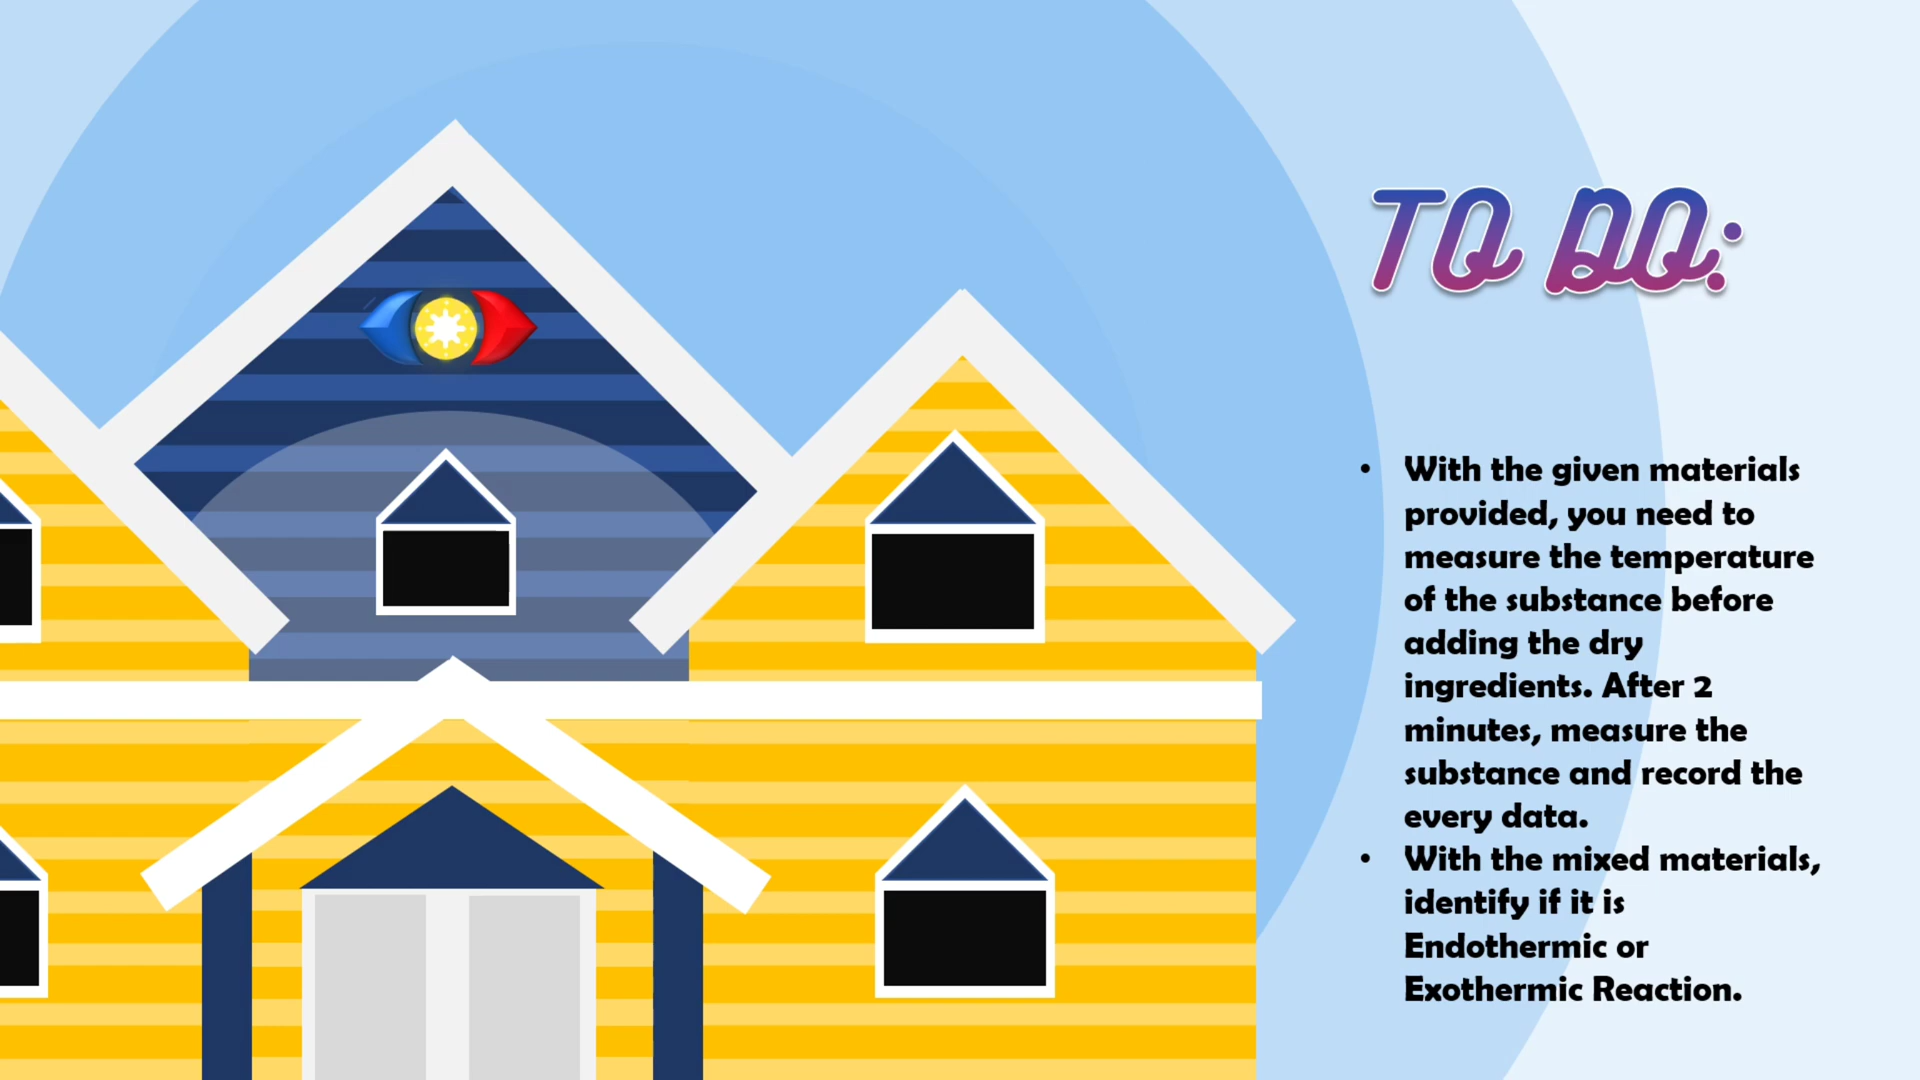 TO DO:
• With the given materials
provided, you need to
measure the temperature
of the substance before
adding the dry
ingredients. After 2
minutes, measure the
substance and record the
every data.
• With the mixed materials,
identify if it is
Endothermic or
Exothermic Reaction.